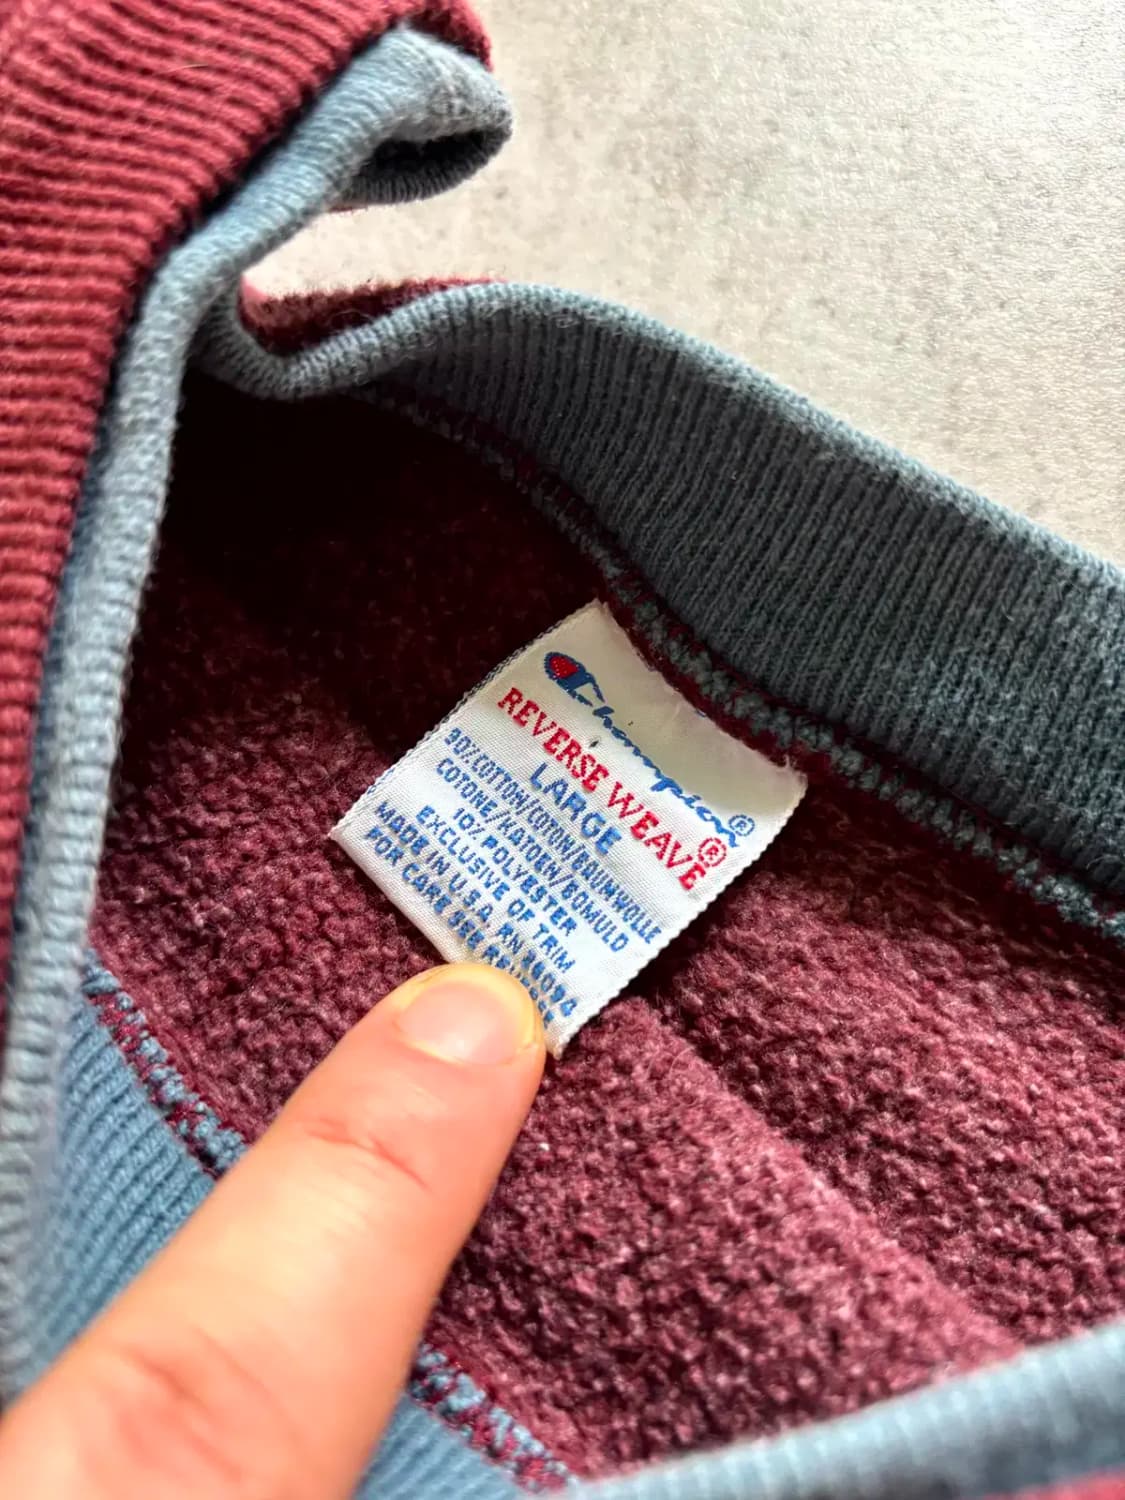 Champion®
REVERSE WEAVE®
LARGE
90% COTTON/COTON/BAUMWOLLE
COTONE/KATOEN/BOMULD
10% POLYESTER
EXCLUSIVE OF TRIM
MADE IN U.S.A. RN 26094
FOR CARE SEE REVERSE